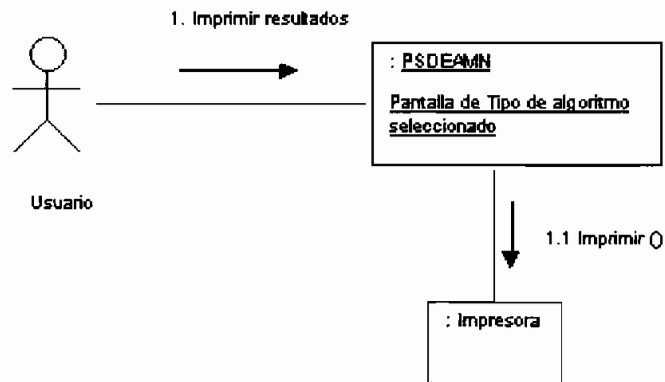 1. Imprimir resultados
: PSDEAMN
Pantalla de Tipo de algoritmo
seleccionado
Usuario
1.1 Imprimir ()
: Impresora